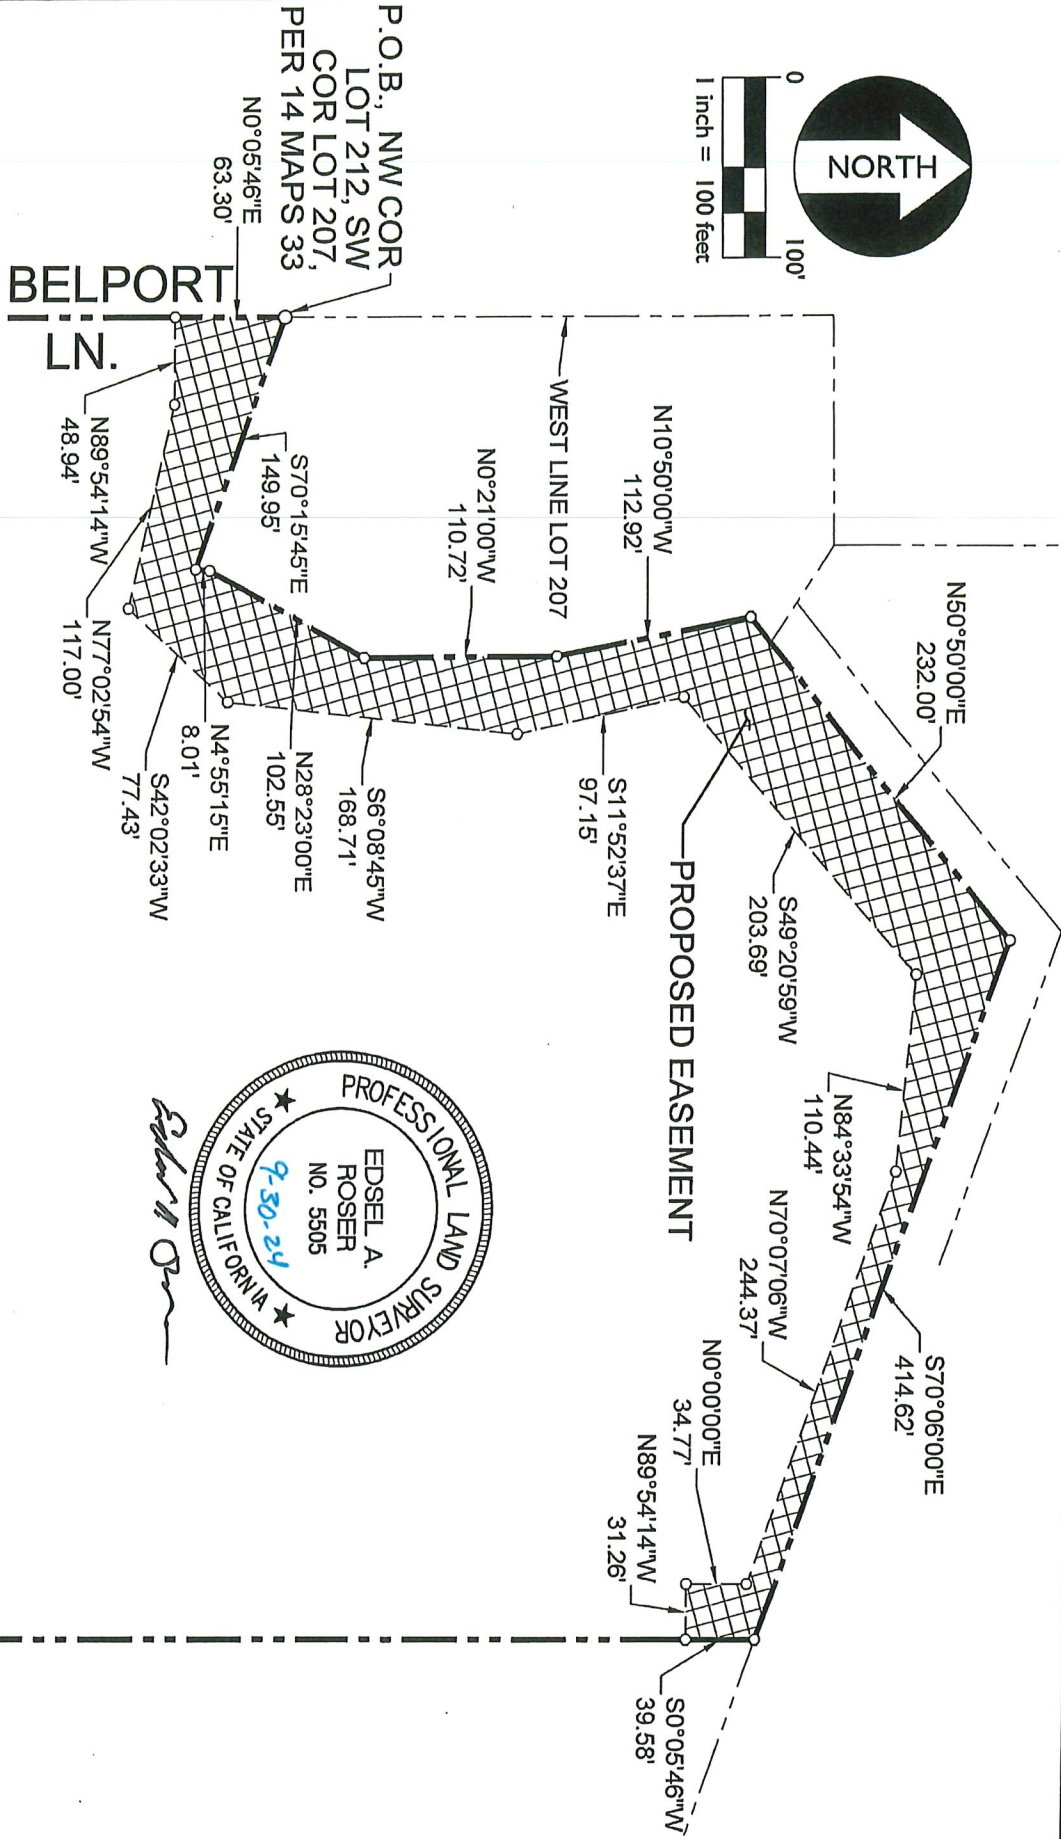 NORTH
0 100'
1 inch = 100 feet
P.O.B., NW COR
LOT 212, SW
COR LOT 207,
PER 14 MAPS 33
N0°05'46"E
63.30'
BELPORT
LN.
WEST LINE LOT 207
N10°50'00"W
112.92'
N0°21'00"W
110.72'
S70°15'45"E
149.95'
N89°54'14"W
48.94'
N77°02'54"W
117.00'
S42°02'33"W
77.43'
N4°55'15"E
8.01'
N28°23'00"E
102.55'
S6°08'45"W
168.71'
S11°52'37"E
97.15'
PROPOSED EASEMENT
N50°50'00"E
232.00'
S49°20'59"W
203.69'
N84°33'54"W
110.44'
N70°07'06"W
244.37'
S70°06'00"E
414.62'
N0°00'00"E
34.77'
N89°54'14"W
31.26'
S0°05'46"W
39.58'
PROFESSIONAL LAND SURVEYOR
EDSEL A.
ROSER
NO. 5505
9-30-24
STATE OF CALIFORNIA